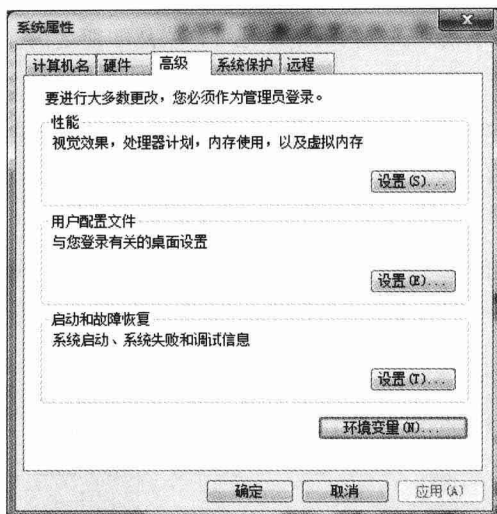 系统属性
计算机名 硬件 高级 系统保护 远程
要进行大多数更改，您必须作为管理员登录。
性能
视觉效果，处理器计划，内存使用，以及虚拟内存
设置(S)...
用户配置文件
与您登录有关的桌面设置
设置(E)...
启动和故障恢复
系统启动、系统失败和调试信息
设置(T)...
环境变量(N)...
确定 取消 应用(A)